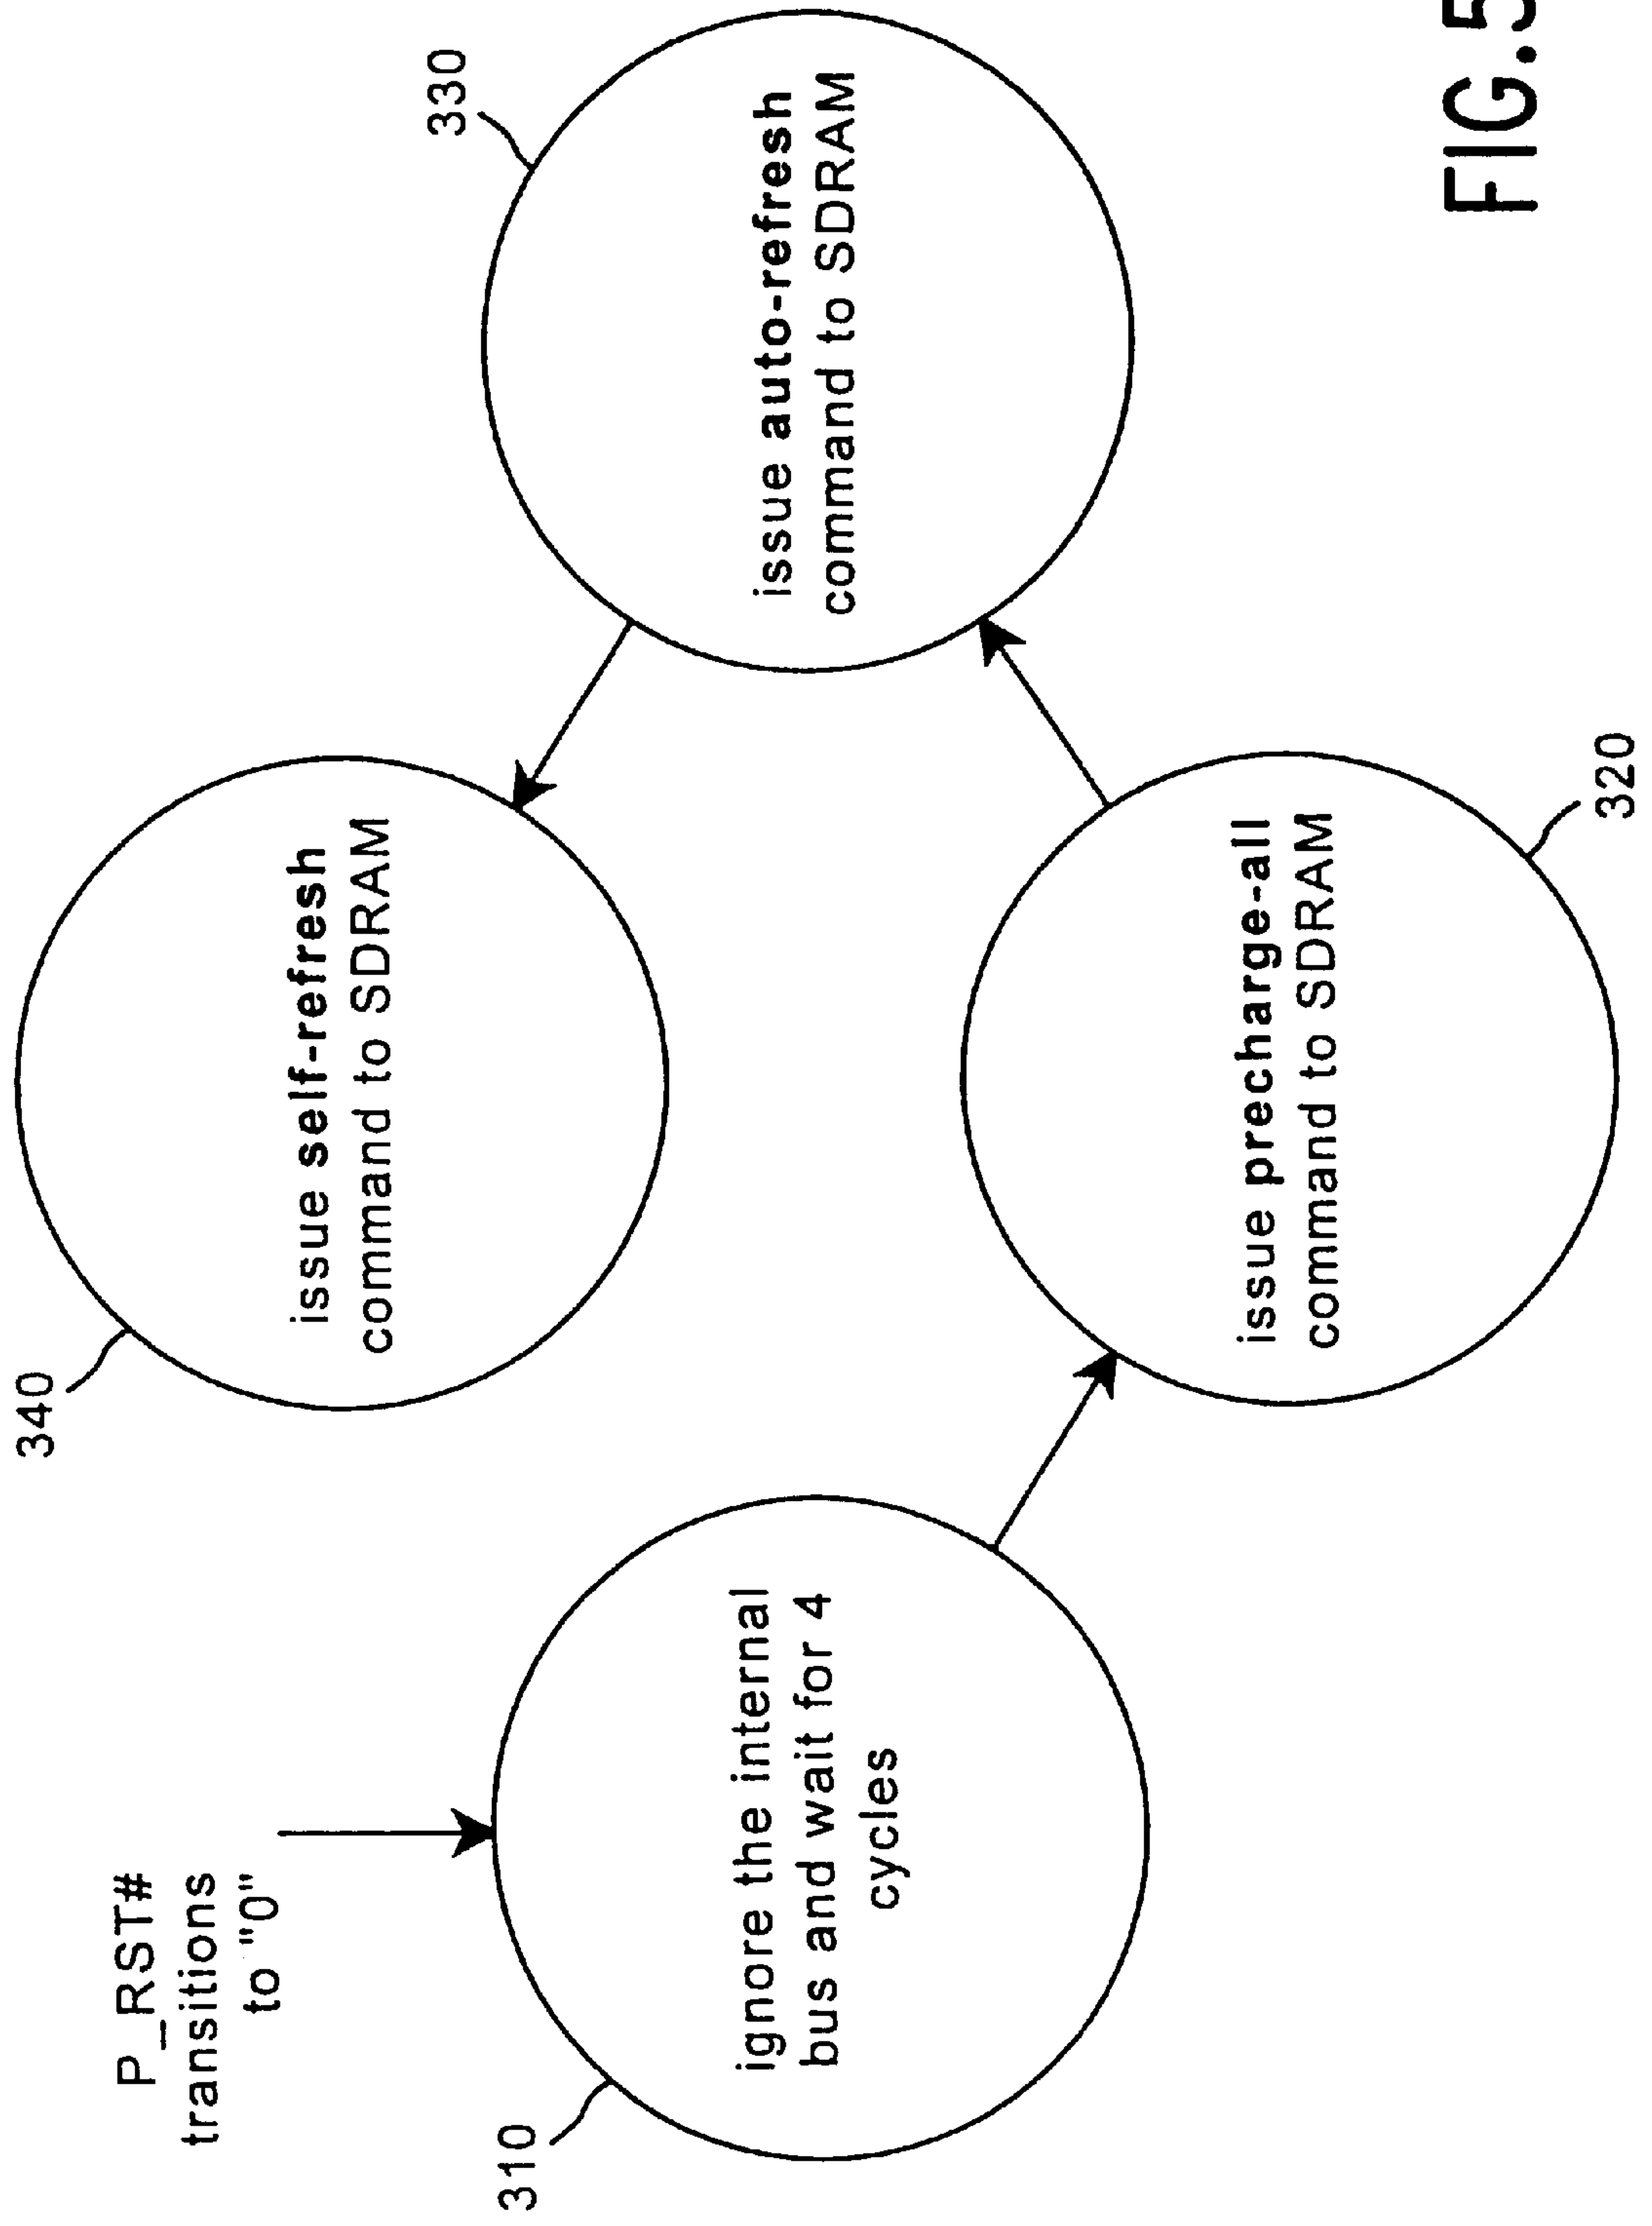 P_RST#
transitions
to "0"
310
ignore the internal
bus and wait for 4
cycles
340
issue self-refresh
command to SDRAM
issue precharge-all
command to SDRAM
320
330
issue auto-refresh
command to SDRAM
FIG.5